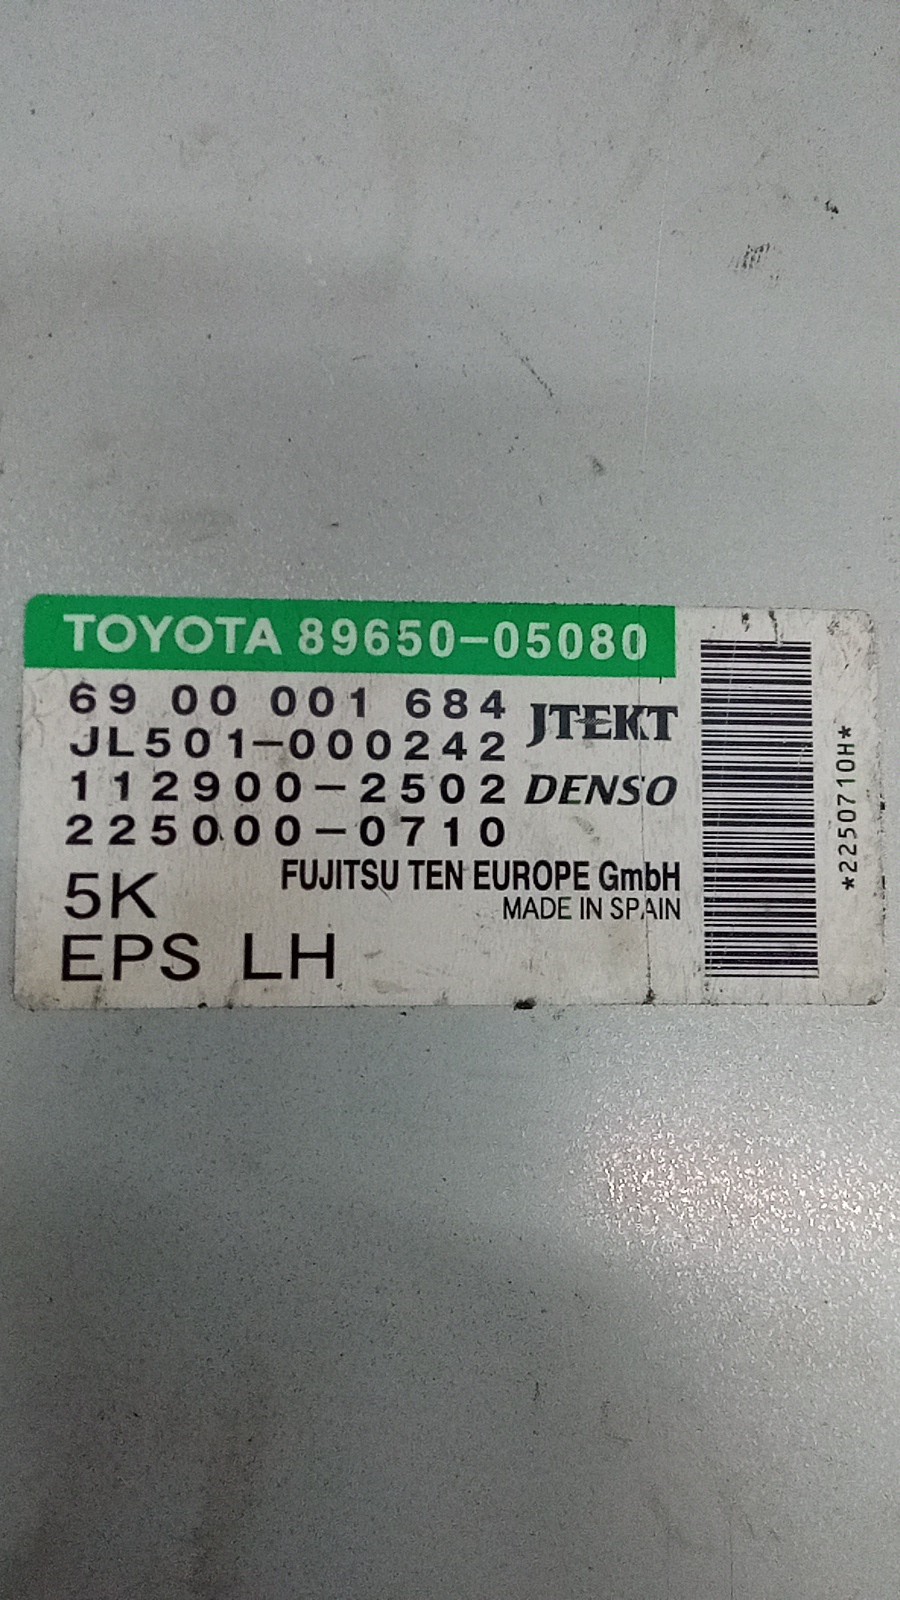 TOYOTA 89650-05080
69 00 001 684
JL501-000242 JTEKT
112900-2502 DENSO
225000-0710
5K FUJITSU TEN EUROPE GmbH
MADE IN SPAIN
EPS LH
*2250710H*